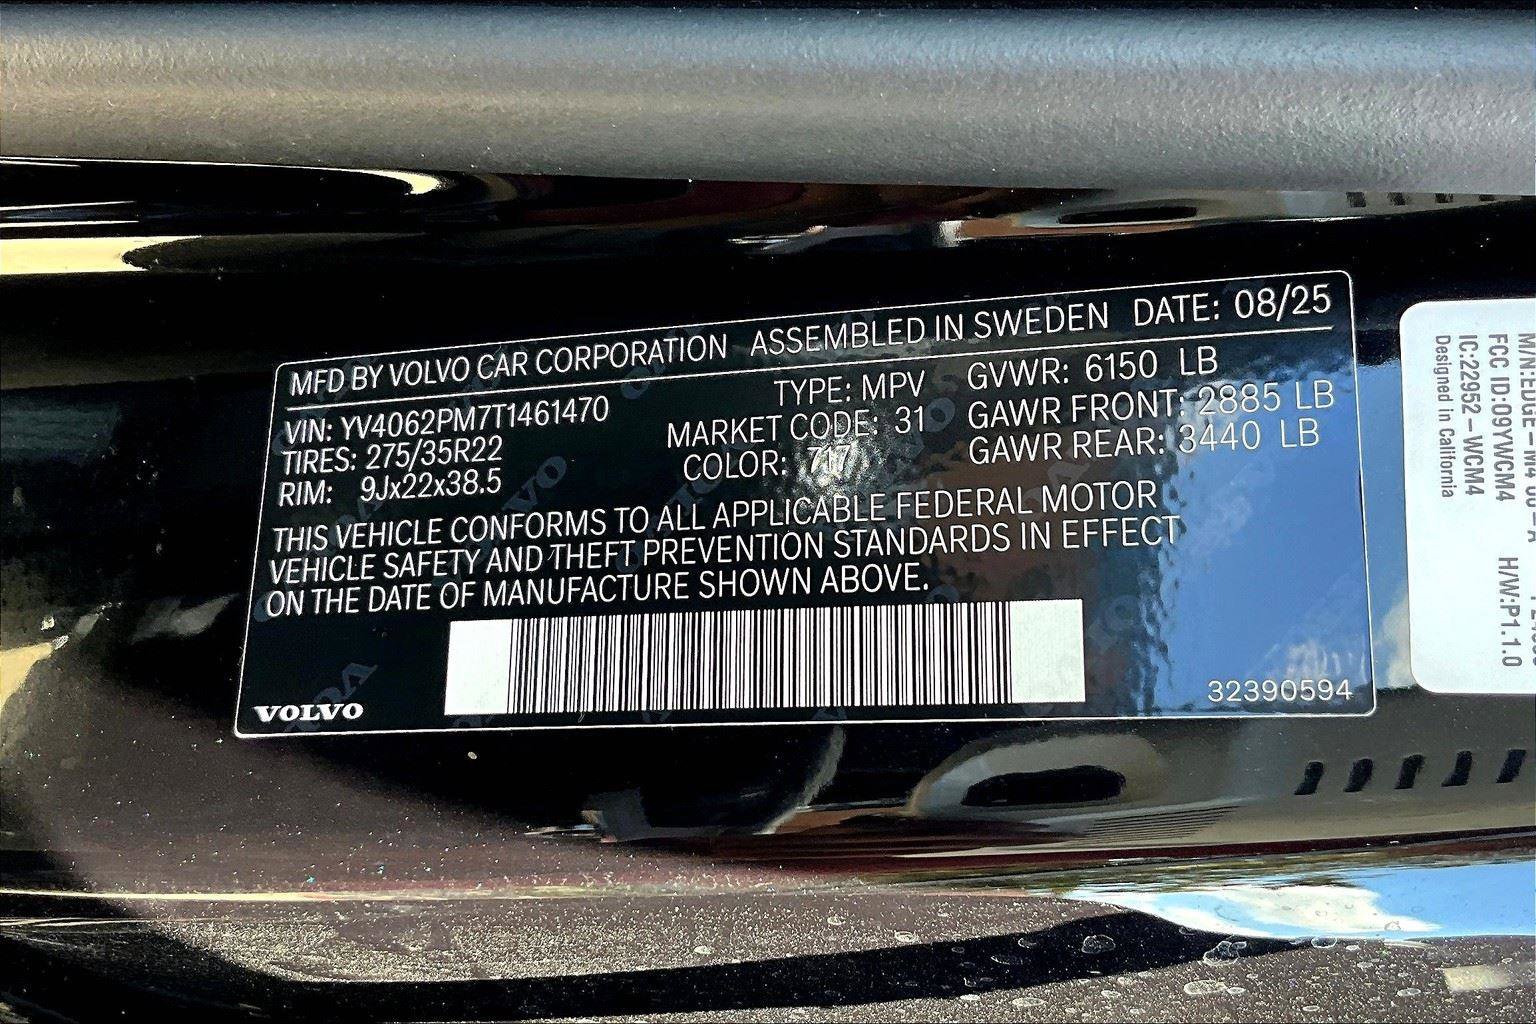 MFD BY VOLVO CAR CORPORATION ASSEMBLED IN SWEDEN DATE: 08/25
VIN: YV4062PM7T1461470 TYPE: MPV GVWR: 6150 LB
TIRES: 275/35R22 MARKET CODE: 31 GAWR FRONT: 2885 LB
RIM: 9Jx22x38.5 COLOR: 717 GAWR REAR: 3440 LB
THIS VEHICLE CONFORMS TO ALL APPLICABLE FEDERAL MOTOR
VEHICLE SAFETY AND THEFT PREVENTION STANDARDS IN EFFECT
ON THE DATE OF MANUFACTURE SHOWN ABOVE.
VOLVO
32390594
FCC ID:O9YWCM4 H/W:P1.1.0
IC:22952-WCM4
Designed in California